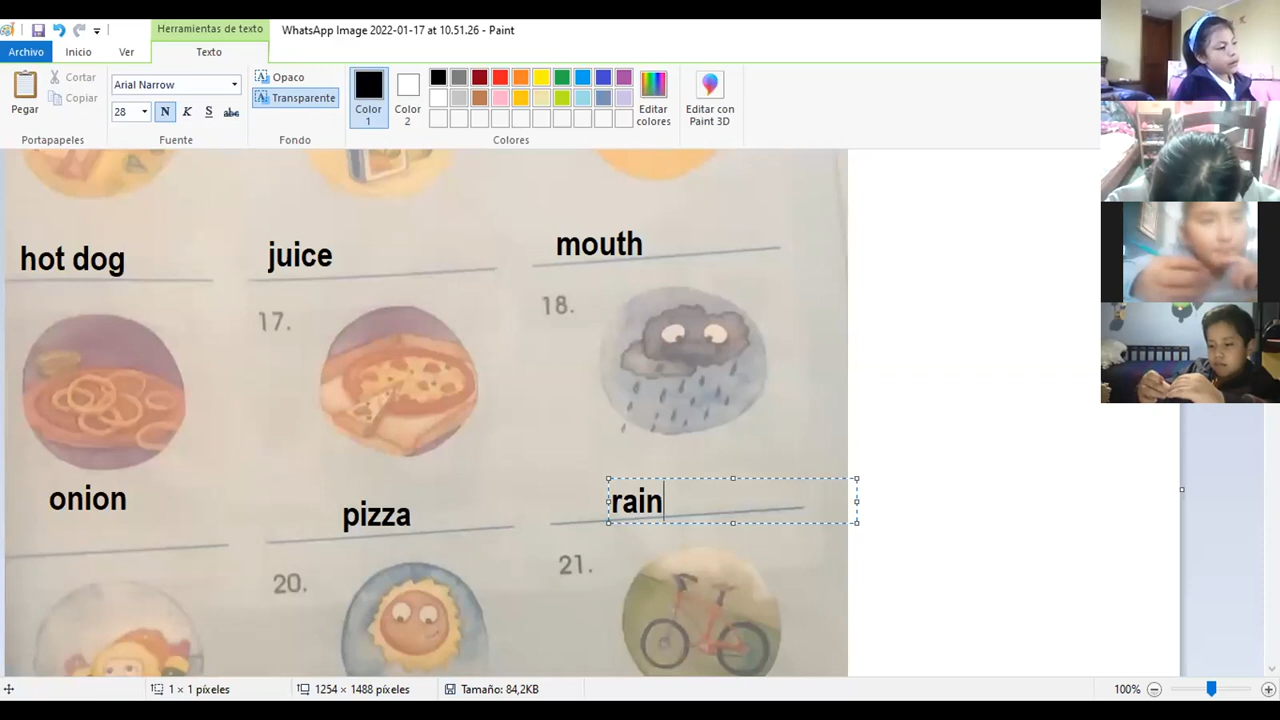 Herramientas de texto
WhatsApp Image 2022-01-17 at 10.51.26 - Paint
Archivo Inicio Ver Texto
Pegar
Cortar
Copiar
Portapapeles
Arial Narrow
28 N K S abc
Fuente
Opaco
Transparente
Fondo
Color 1
Color 2
Editar colores
Editar con Paint 3D
Colores
hot dog juice mouth
17. 18.
onion pizza rain
20. 21.
1 × 1 píxeles
1254 × 1488 píxeles
Tamaño: 84,2KB
100%